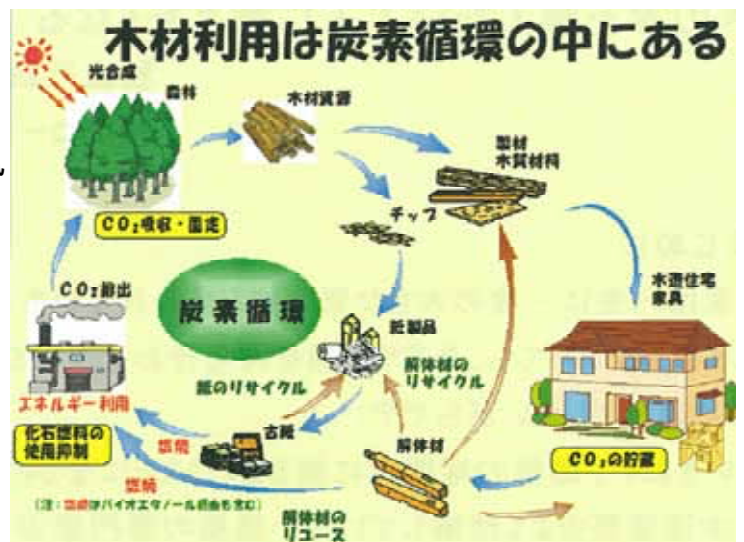 木材利用は炭素循環の中にある
光合成
森林
木材資源
製材
木質材料
CO₂吸収・固定
チップ
CO₂排出
炭素循環
木造住宅
家具
紙製品
解体材の
リサイクル
紙のリサイクル
エネルギー利用
化石燃料の
使用抑制
燃焼
古紙
解体材
CO₂の貯蔵
燃焼
(注:燃焼はバイオエタノール経由も含む)
解体材の
リユース